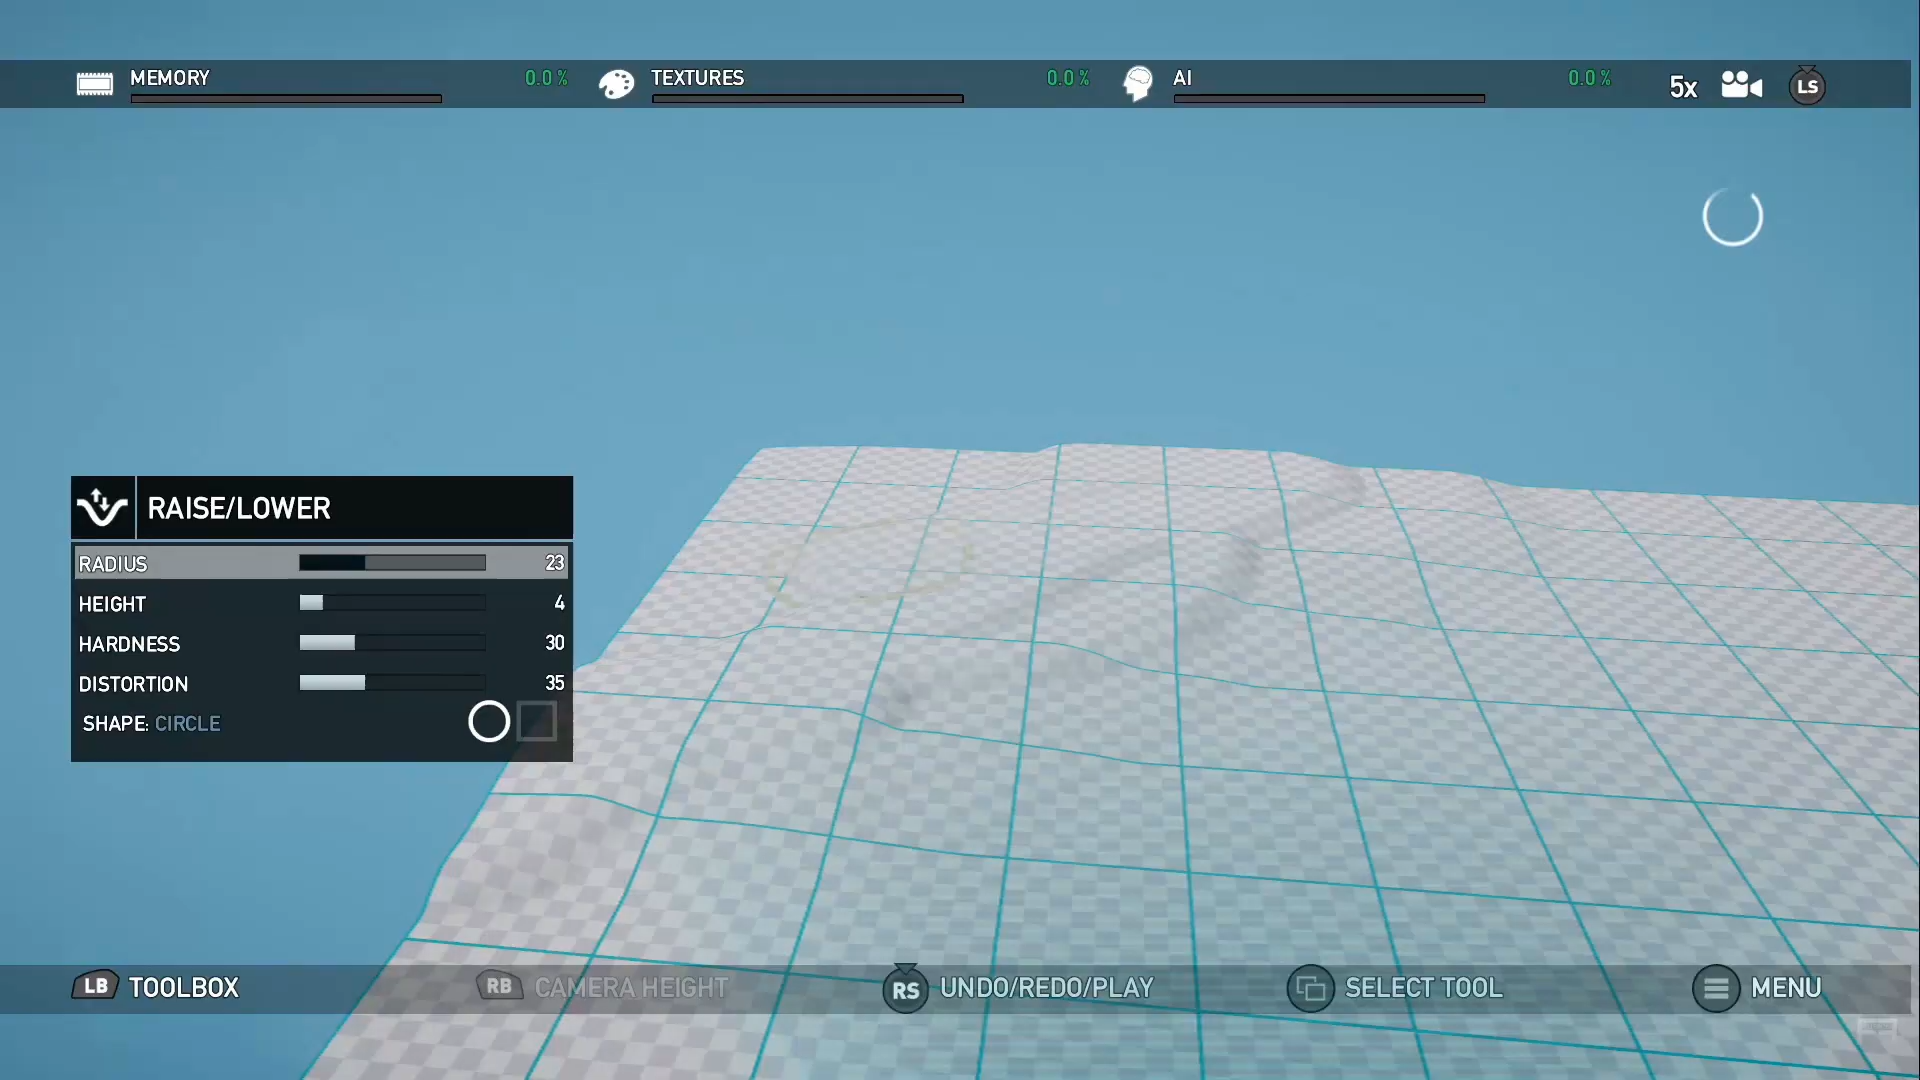 MEMORY 0.0 %
TEXTURES 0.0 %
AI 0.0 %
5x
LS
RAISE/LOWER
RADIUS 23
HEIGHT 4
HARDNESS 30
DISTORTION 35
SHAPE: CIRCLE
LB TOOLBOX
RB CAMERA HEIGHT
RS UNDO/REDO/PLAY
SELECT TOOL
MENU